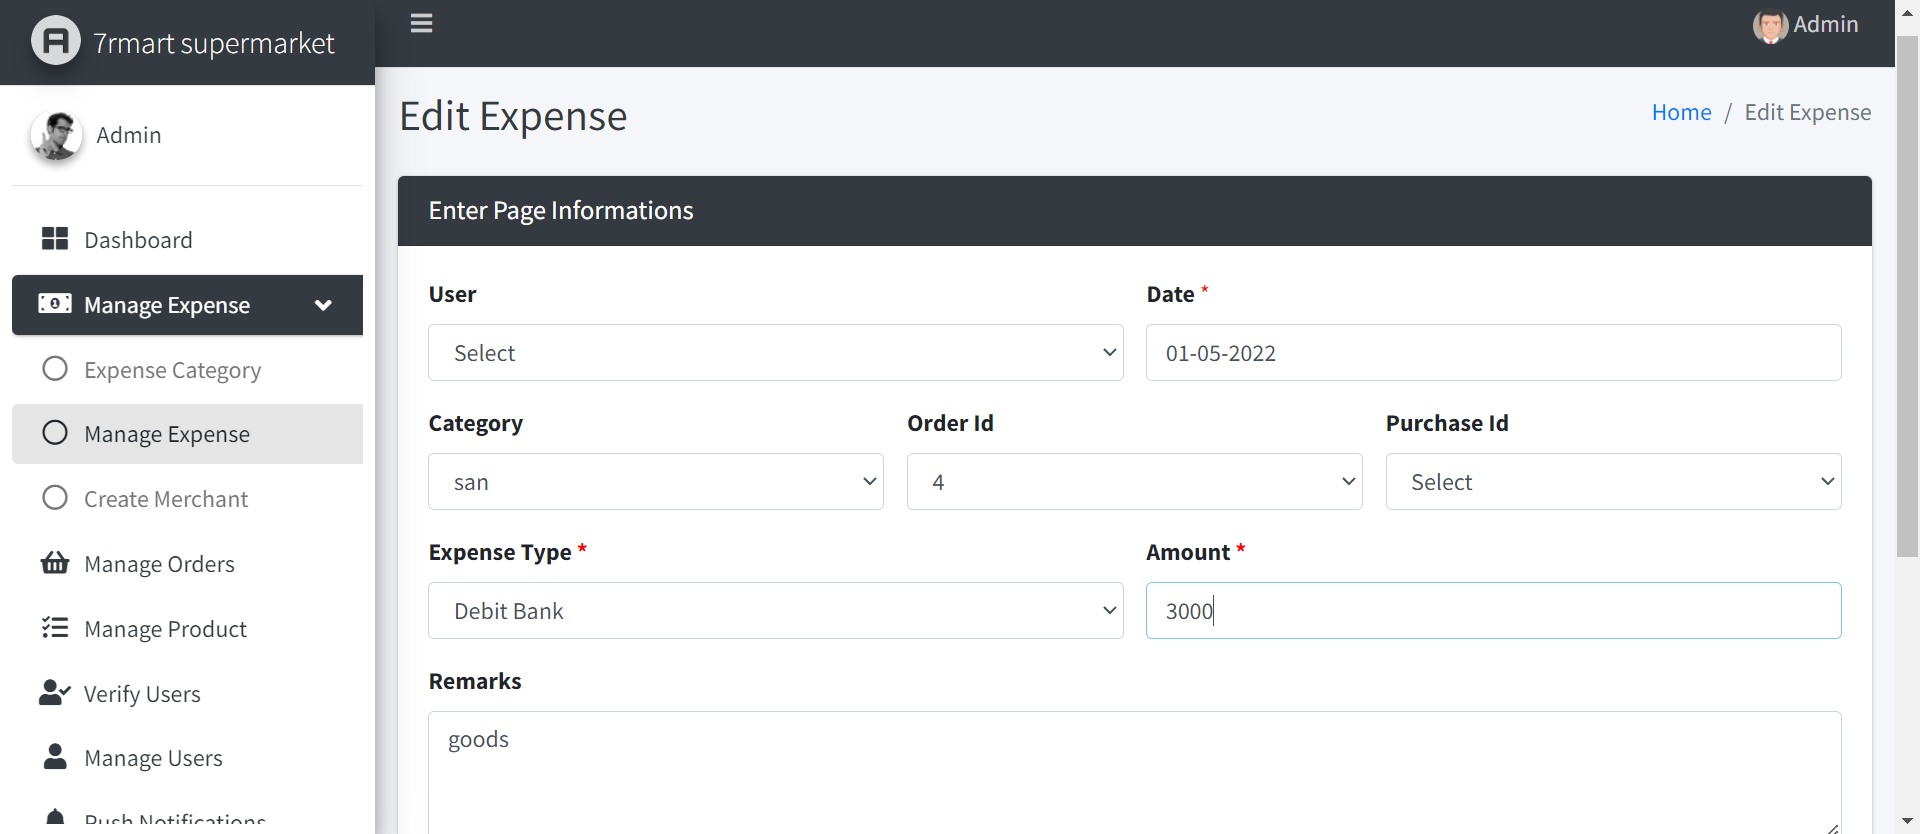 7rmart supermarket
Admin
Admin
Dashboard
Manage Expense
Expense Category
Manage Expense
Create Merchant
Manage Orders
Manage Product
Verify Users
Manage Users
Push Notifications
Edit Expense
Home / Edit Expense
Enter Page Informations
User
Select
Date *
01-05-2022
Category
san
Order Id
4
Purchase Id
Select
Expense Type *
Debit Bank
Amount *
3000
Remarks
goods